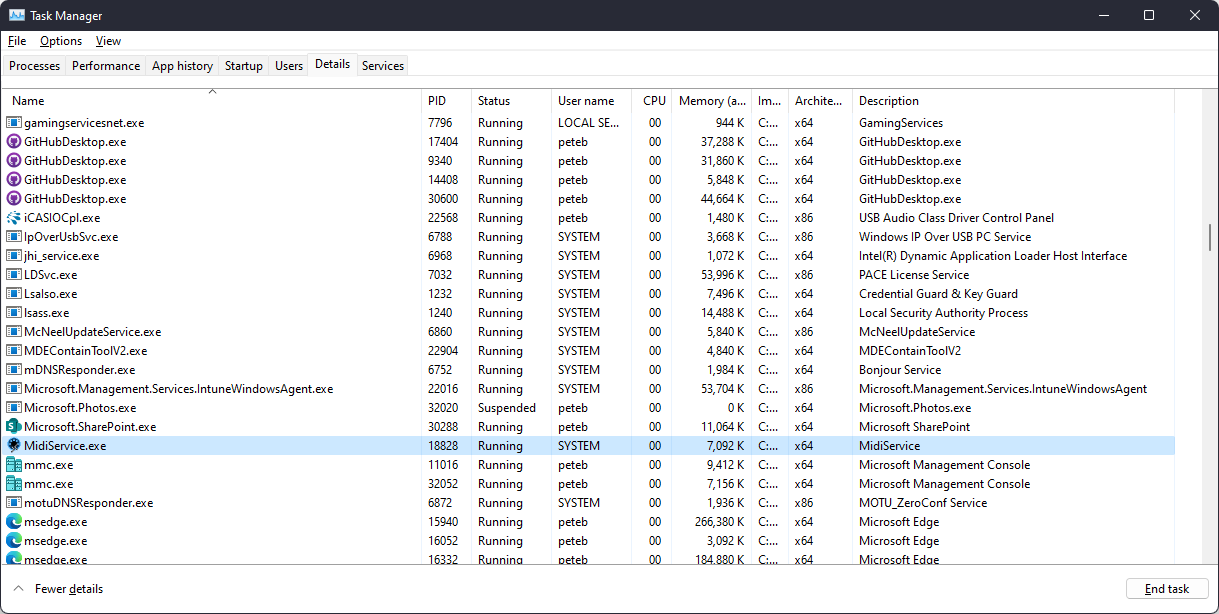 Task Manager
File Options View
Processes Performance App history Startup Users Details Services
Name PID Status User name CPU Memory (a... Im... Archite... Description
gamingservicesnet.exe 7796 Running LOCAL SE... 00 944 K C:... x64 GamingServices
GitHubDesktop.exe 17404 Running peteb 00 37,288 K C:... x64 GitHubDesktop.exe
GitHubDesktop.exe 9340 Running peteb 00 31,860 K C:... x64 GitHubDesktop.exe
GitHubDesktop.exe 14408 Running peteb 00 5,848 K C:... x64 GitHubDesktop.exe
GitHubDesktop.exe 30600 Running peteb 00 44,664 K C:... x64 GitHubDesktop.exe
iCASIOCpl.exe 22568 Running peteb 00 1,480 K C:... x86 USB Audio Class Driver Control Panel
IpOverUsbSvc.exe 6788 Running SYSTEM 00 3,668 K C:... x86 Windows IP Over USB PC Service
jhi_service.exe 6968 Running SYSTEM 00 1,072 K C:... x64 Intel(R) Dynamic Application Loader Host Interface
LDSvc.exe 7032 Running SYSTEM 00 53,996 K C:... x86 PACE License Service
LsaIso.exe 1232 Running SYSTEM 00 7,496 K C:... x64 Credential Guard & Key Guard
lsass.exe 1240 Running SYSTEM 00 14,488 K C:... x64 Local Security Authority Process
McNeelUpdateService.exe 6860 Running SYSTEM 00 5,840 K C:... x86 McNeelUpdateService
MDEContainToolV2.exe 22904 Running SYSTEM 00 4,840 K C:... x64 MDEContainToolV2
mDNSResponder.exe 6752 Running SYSTEM 00 1,984 K C:... x64 Bonjour Service
Microsoft.Management.Services.IntuneWindowsAgent.exe 22016 Running SYSTEM 00 53,704 K C:... x86 Microsoft.Management.Services.IntuneWindowsAgent
Microsoft.Photos.exe 32020 Suspended peteb 00 0 K C:... x64 Microsoft.Photos.exe
Microsoft.SharePoint.exe 30288 Running peteb 00 11,064 K C:... x64 Microsoft SharePoint
MidiService.exe 18828 Running SYSTEM 00 7,092 K C:... x64 MidiService
mmc.exe 11016 Running peteb 00 9,412 K C:... x64 Microsoft Management Console
mmc.exe 32052 Running peteb 00 7,156 K C:... x64 Microsoft Management Console
motuDNSResponder.exe 6872 Running SYSTEM 00 1,936 K C:... x86 MOTU_ZeroConf Service
msedge.exe 15940 Running peteb 00 266,380 K C:... x64 Microsoft Edge
msedge.exe 16052 Running peteb 00 3,092 K C:... x64 Microsoft Edge
msedge.exe 16332 Running peteb 00 184,880 K C:... x64 Microsoft Edge
Fewer details End task